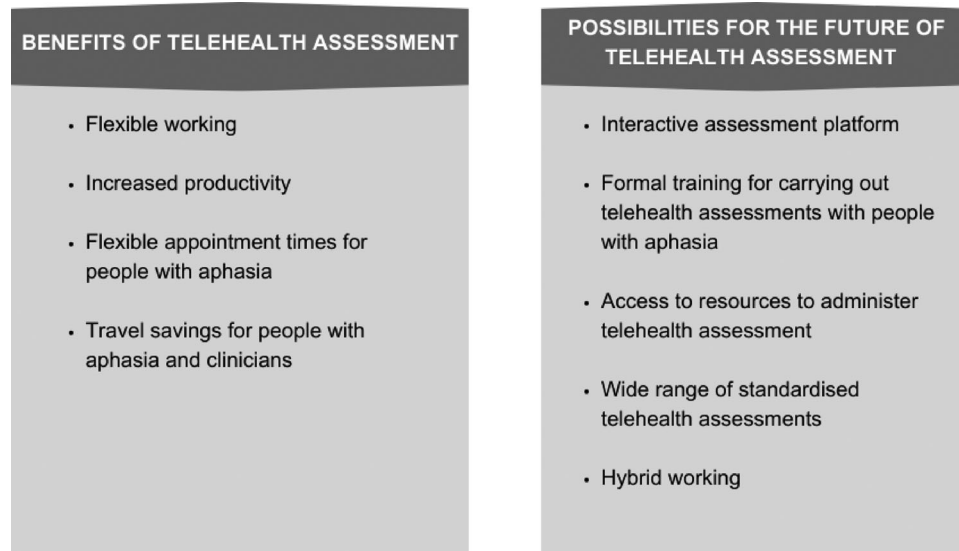 BENEFITS OF TELEHEALTH ASSESSMENT
• Flexible working
• Increased productivity
• Flexible appointment times for
people with aphasia
• Travel savings for people with
aphasia and clinicians
POSSIBILITIES FOR THE FUTURE OF
TELEHEALTH ASSESSMENT
• Interactive assessment platform
• Formal training for carrying out
telehealth assessments with people
with aphasia
• Access to resources to administer
telehealth assessment
• Wide range of standardised
telehealth assessments
• Hybrid working